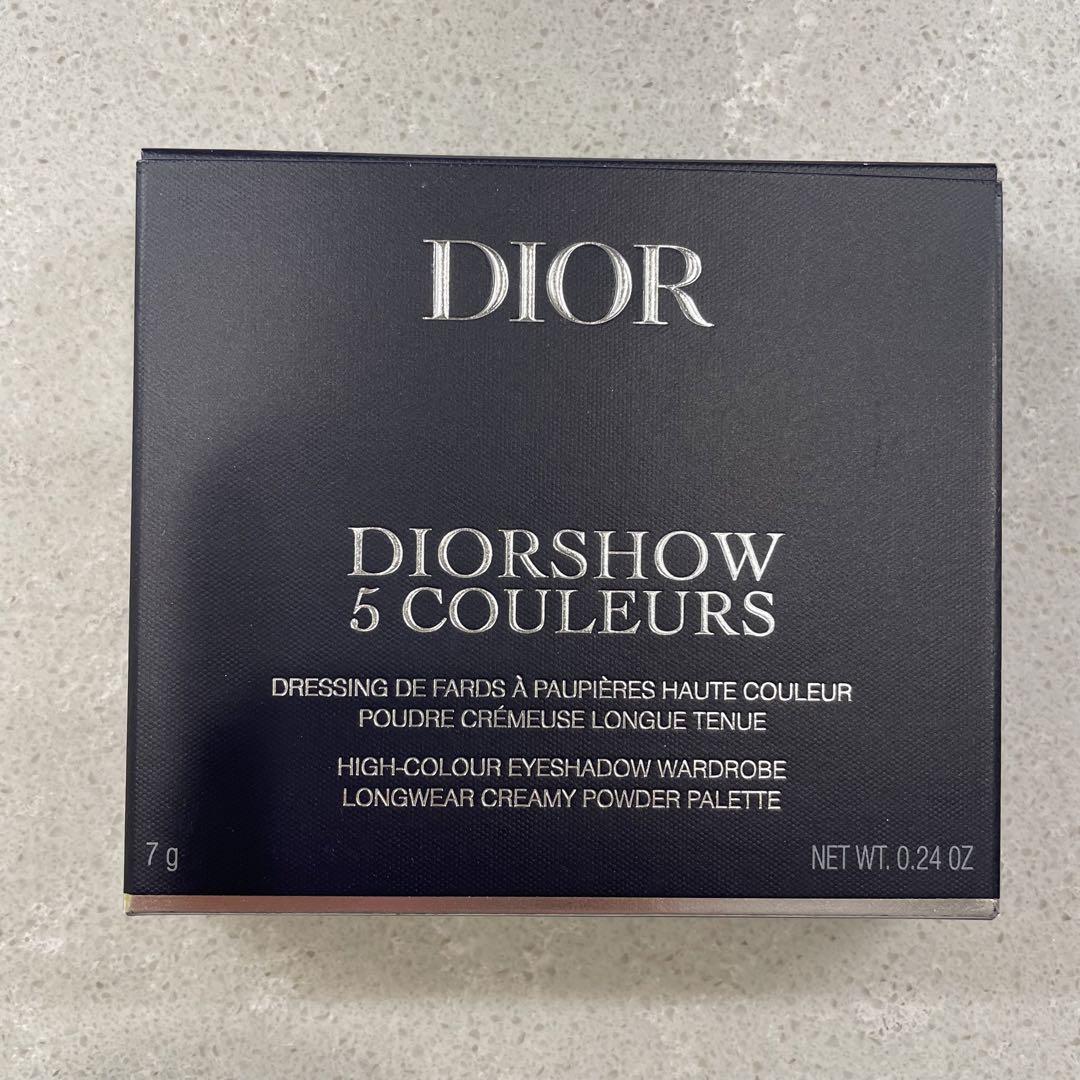 DIOR
DIORSHOW
5 COULEURS
DRESSING DE FARDS À PAUPIÈRES HAUTE COULEUR
POUDRE CRÉMEUSE LONGUE TENUE
HIGH-COLOUR EYESHADOW WARDROBE
LONGWEAR CREAMY POWDER PALETTE
7 g
NET WT. 0.24 OZ